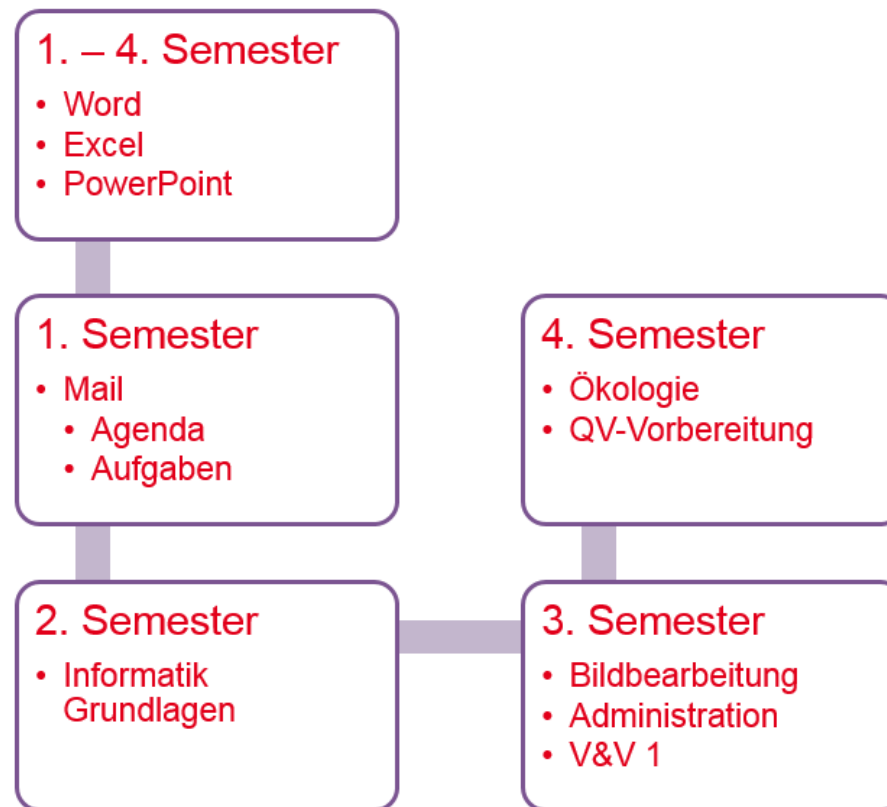 1. – 4. Semester
• Word
• Excel
• PowerPoint
1. Semester
• Mail
• Agenda
• Aufgaben
2. Semester
• Informatik
Grundlagen
3. Semester
• Bildbearbeitung
• Administration
• V&V 1
4. Semester
• Ökologie
• QV-Vorbereitung